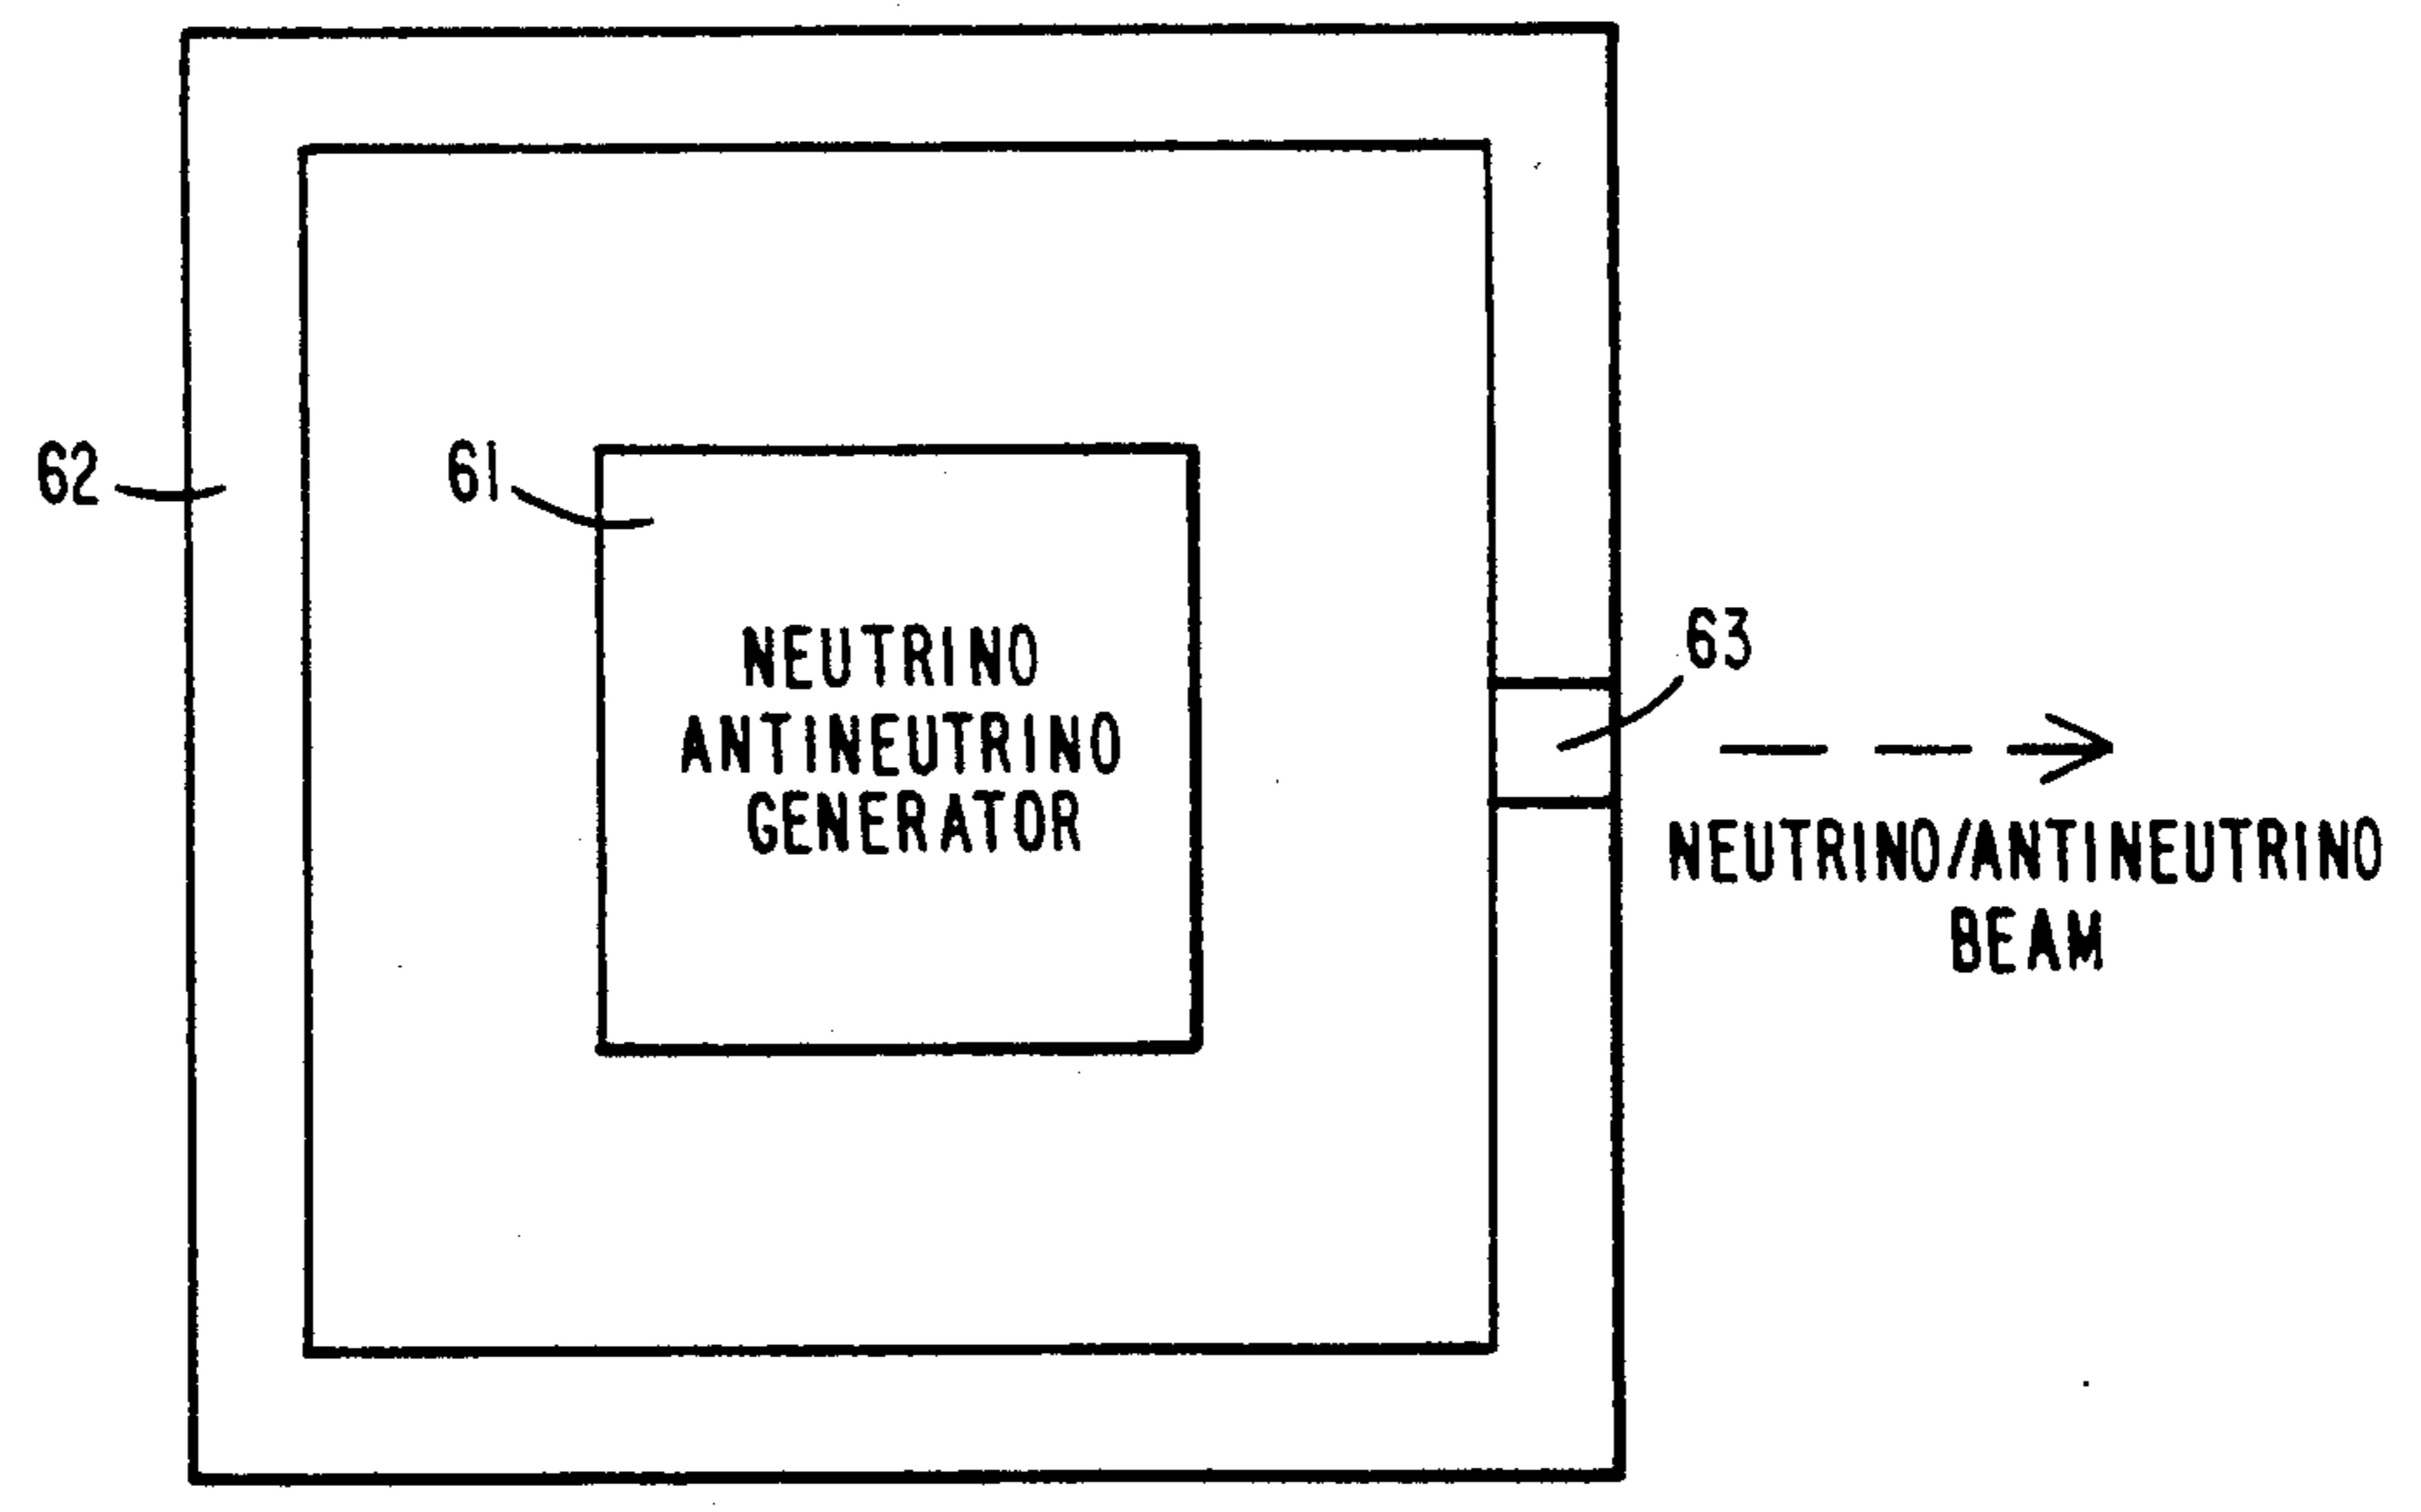 62
61
NEUTRINO
ANTINEUTRINO
GENERATOR
63
NEUTRINO/ANTINEUTRINO
BEAM